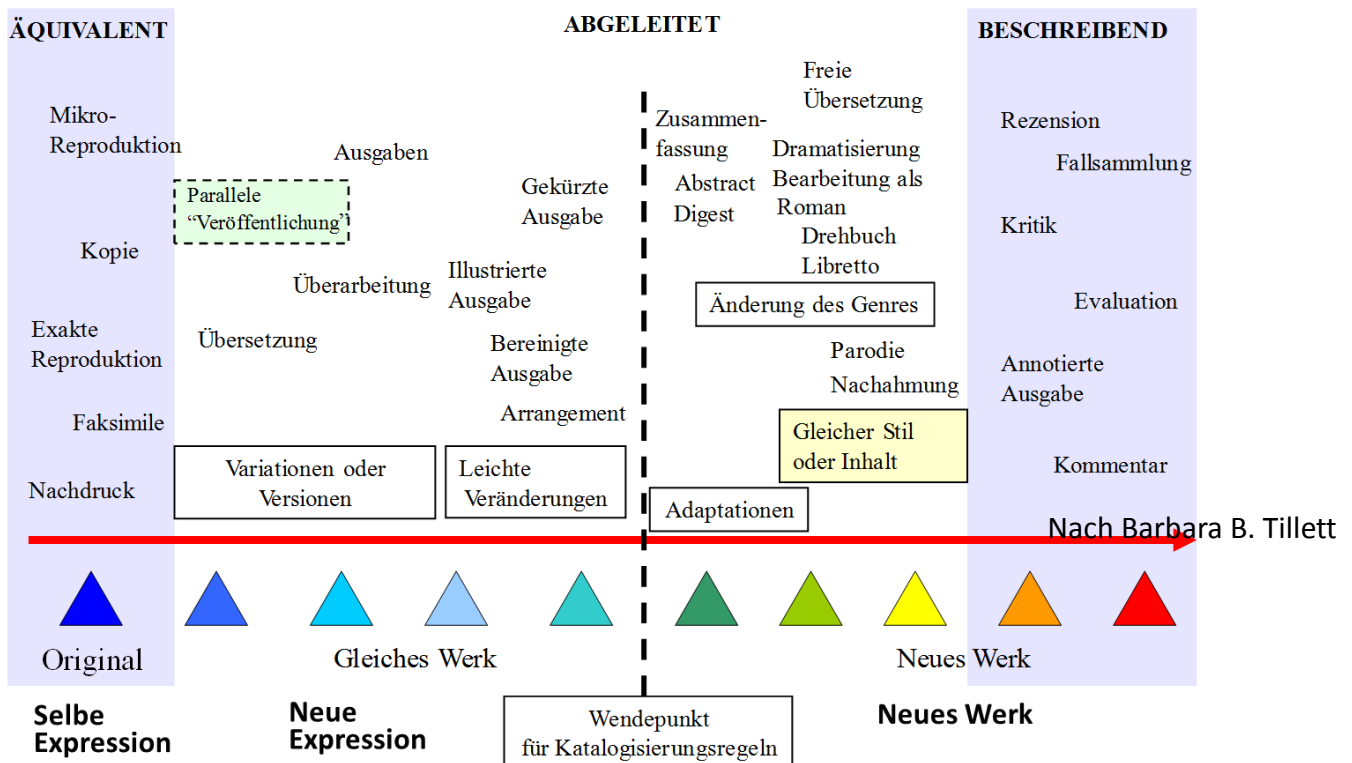 ÄQUIVALENT
Mikro-
Reproduktion
Kopie
Exakte
Reproduktion
Faksimile
Nachdruck
ABGELEITET
Ausgaben
Parallele
“Veröffentlichung”
Gekürzte
Ausgabe
Überarbeitung
Illustrierte
Ausgabe
Übersetzung
Bereinigte
Ausgabe
Arrangement
Variationen oder
Versionen
Leichte
Veränderungen
Freie
Übersetzung
Zusammen-
fassung
Abstract
Digest
Dramatisierung
Bearbeitung als
Roman
Drehbuch
Libretto
Änderung des Genres
Parodie
Nachahmung
Gleicher Stil
oder Inhalt
Adaptationen
BESCHREIBEND
Rezension
Fallsammlung
Kritik
Evaluation
Annotierte
Ausgabe
Kommentar
Nach Barbara B. Tillett
Original
Gleiches Werk
Neues Werk
Selbe
Expression
Neue
Expression
Wendepunkt
für Katalogisierungsregeln
Neues Werk